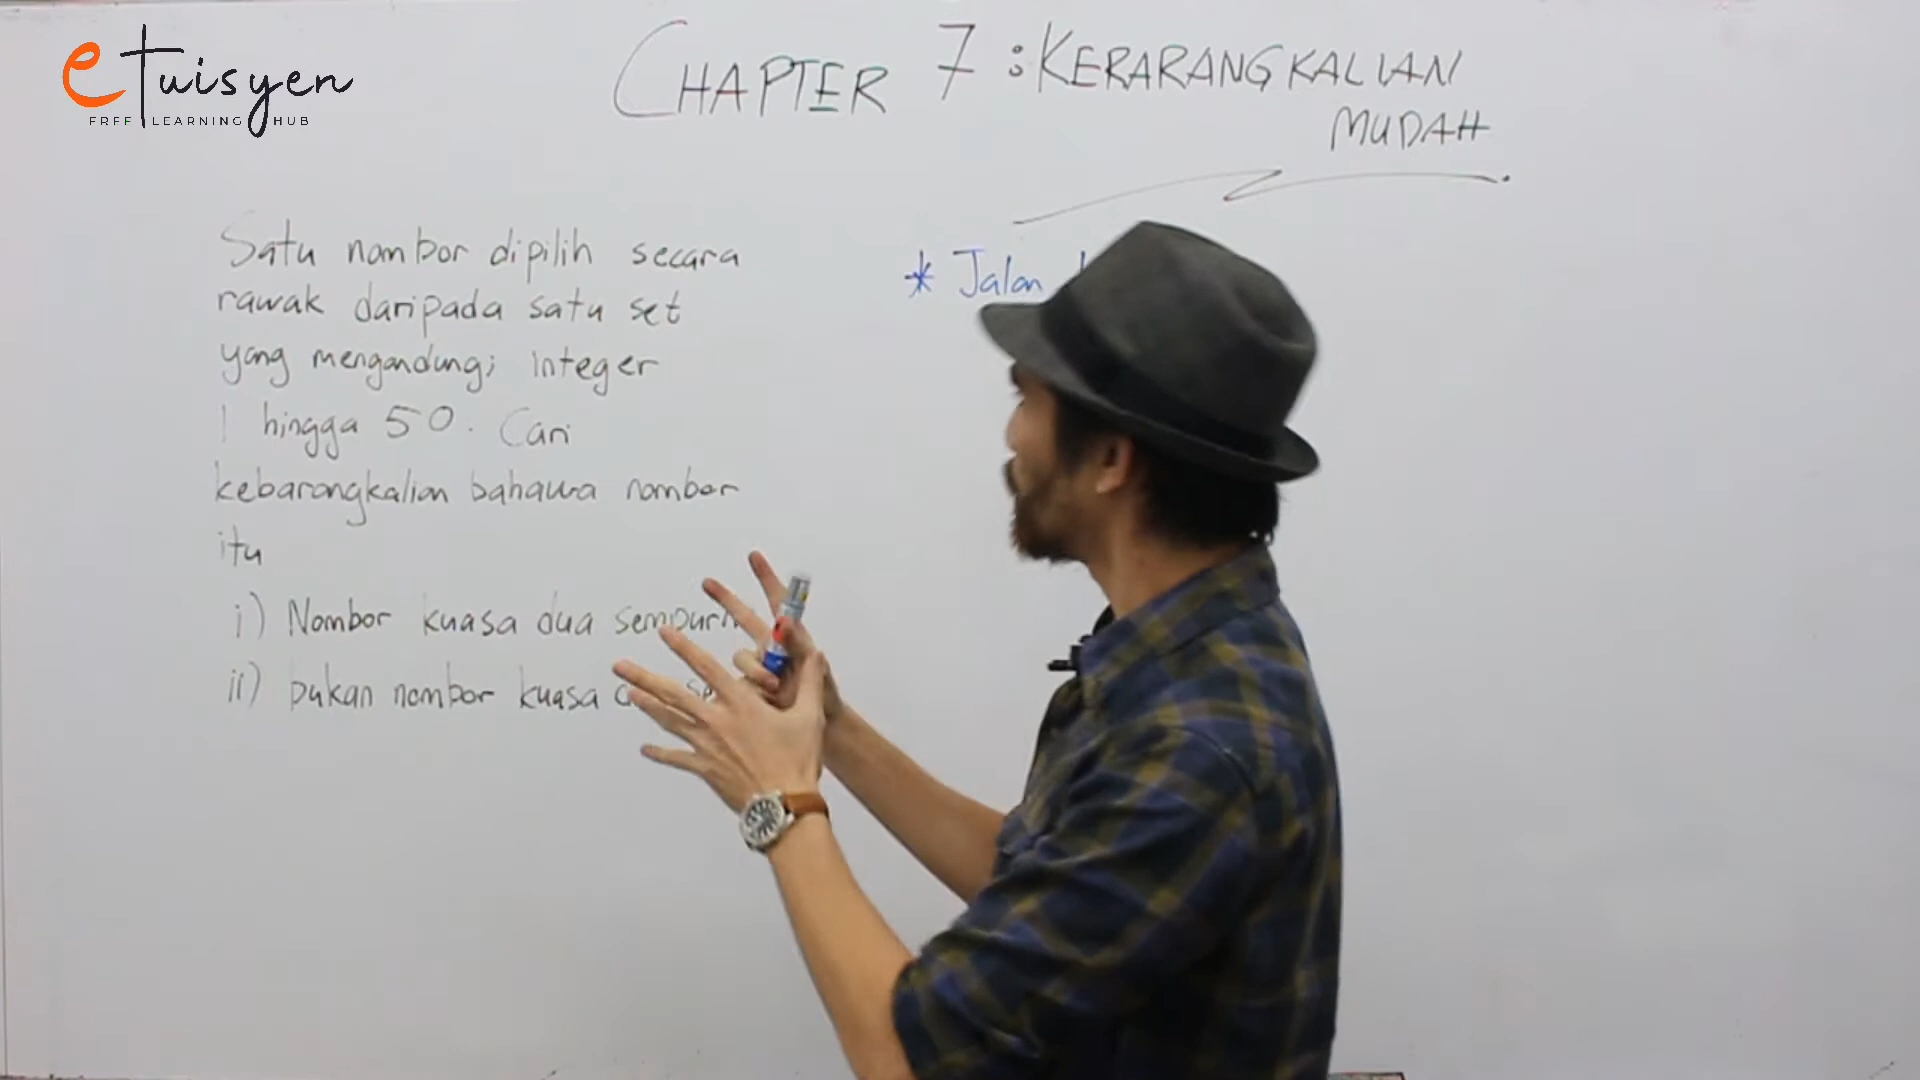 eTuisyen
FREE LEARNING HUB
CHAPTER 7 : KERARANGKALIAN
MUDAH
Satu nombor dipilih secara
rawak daripada satu set
yang mengandungi integer
1 hingga 50. Cari
kebarangkalian bahawa nombor
itu
i) Nombor kuasa dua
ii) bukan nombor kuasa
* Jalan